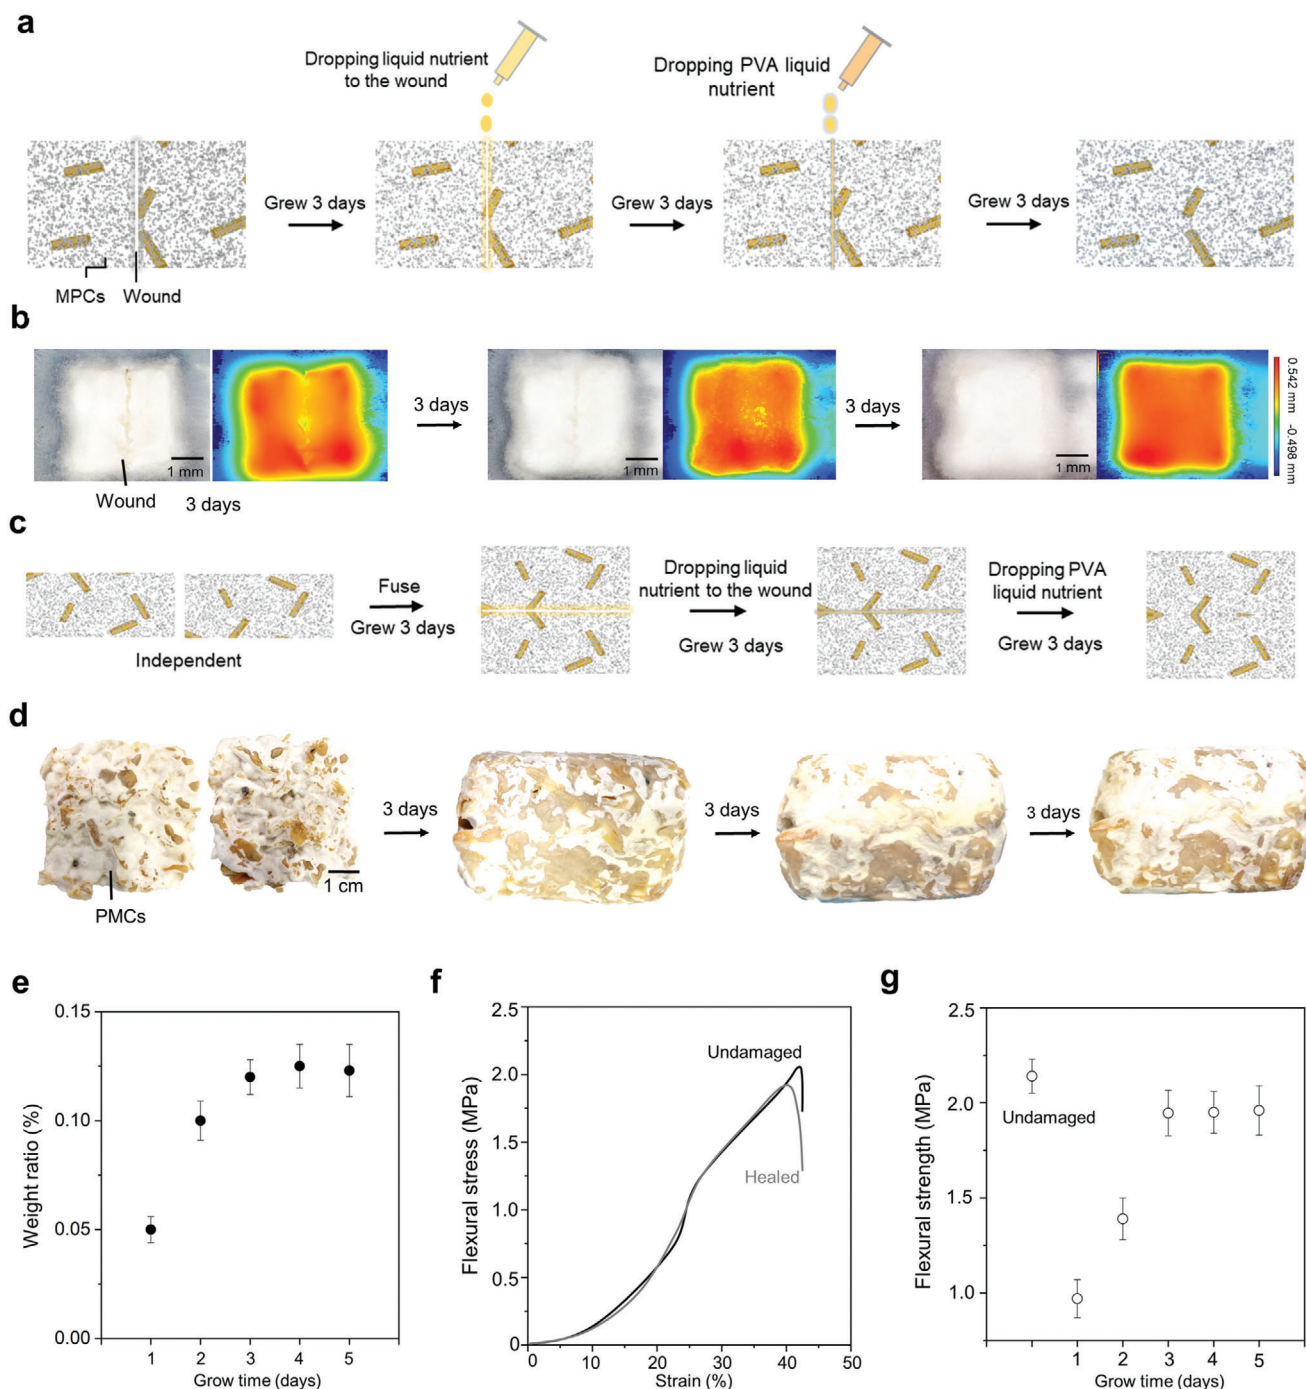 a
Dropping liquid nutrient
to the wound
Dropping PVA liquid
nutrient
Grew 3 days
Grew 3 days
Grew 3 days
MPCs
Wound
b
1 mm
3 days
1 mm
3 days
1 mm
0.542 mm
-0.498 mm
Wound
3 days
c
Independent
Fuse
Grew 3 days
Dropping liquid
nutrient to the wound
Grew 3 days
Dropping PVA
liquid nutrient
Grew 3 days
d
PMCs
1 cm
3 days
3 days
3 days
e
Weight ratio (%)
0.15
0.10
0.05
0.00
1 2 3 4 5
Grow time (days)
f
Flexural stress (MPa)
2.5
2.0
1.5
1.0
0.5
0
Undamaged
Healed
0 10 20 30 40 50
Strain (%)
g
Flexural strength (MPa)
2.5
2.0
1.5
1.0
Undamaged
1 2 3 4 5
Grow time (days)